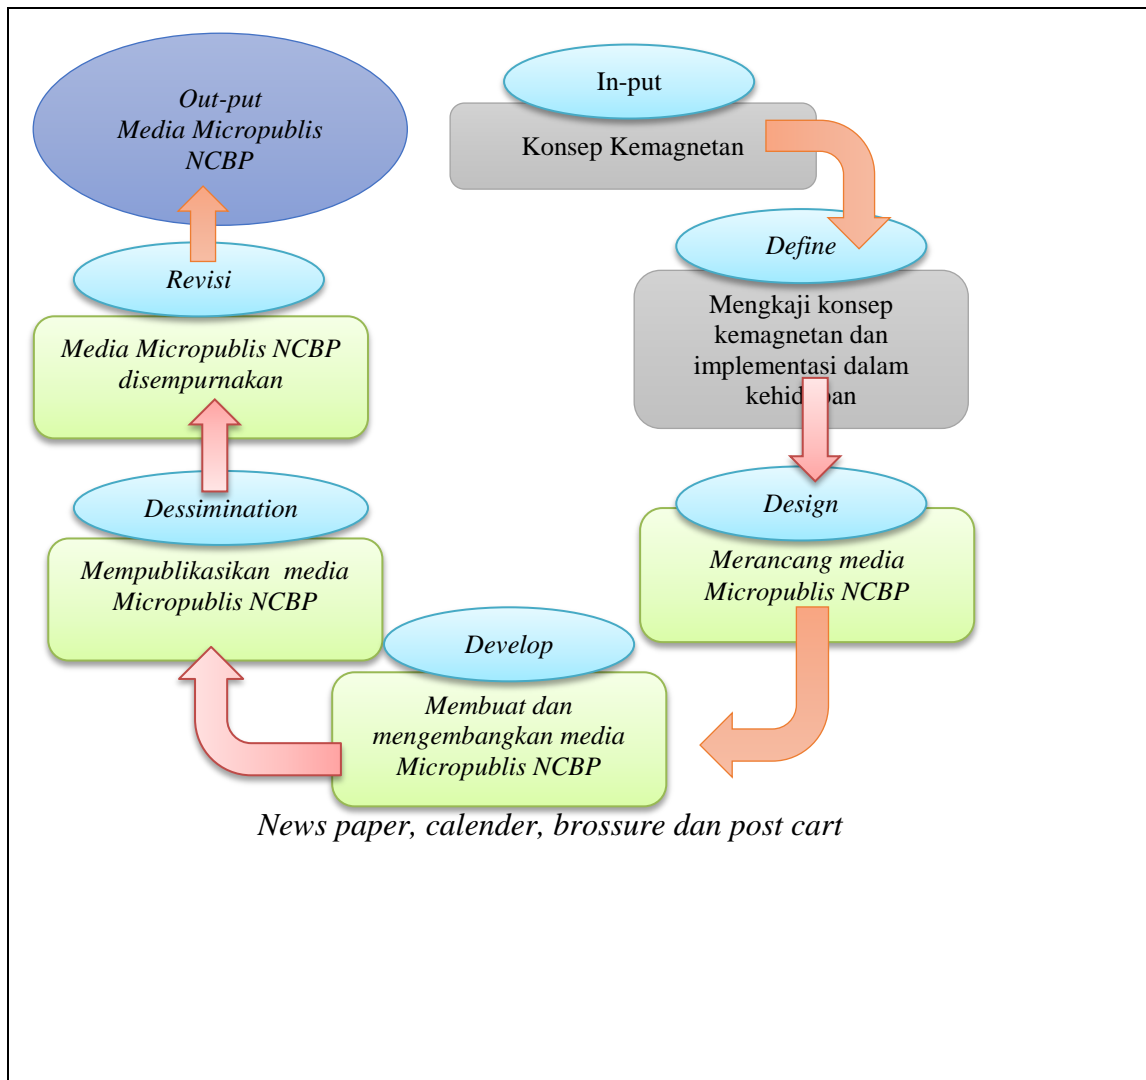 In-put
Konsep Kemagnetan
Define
Mengkaji konsep
kemagnetan dan
implementasi dalam
Design
Merancang media
Micropublis NCBP
Develop
Membuat dan
mengembangkan media
Micropublis NCBP
News paper, calender, brossure dan post cart
Dessimination
Mempublikasikan  media
Micropublis NCBP
Revisi
Media Micropublis NCBP
disempurnakan
Out-put
Media Micropublis
NCBP